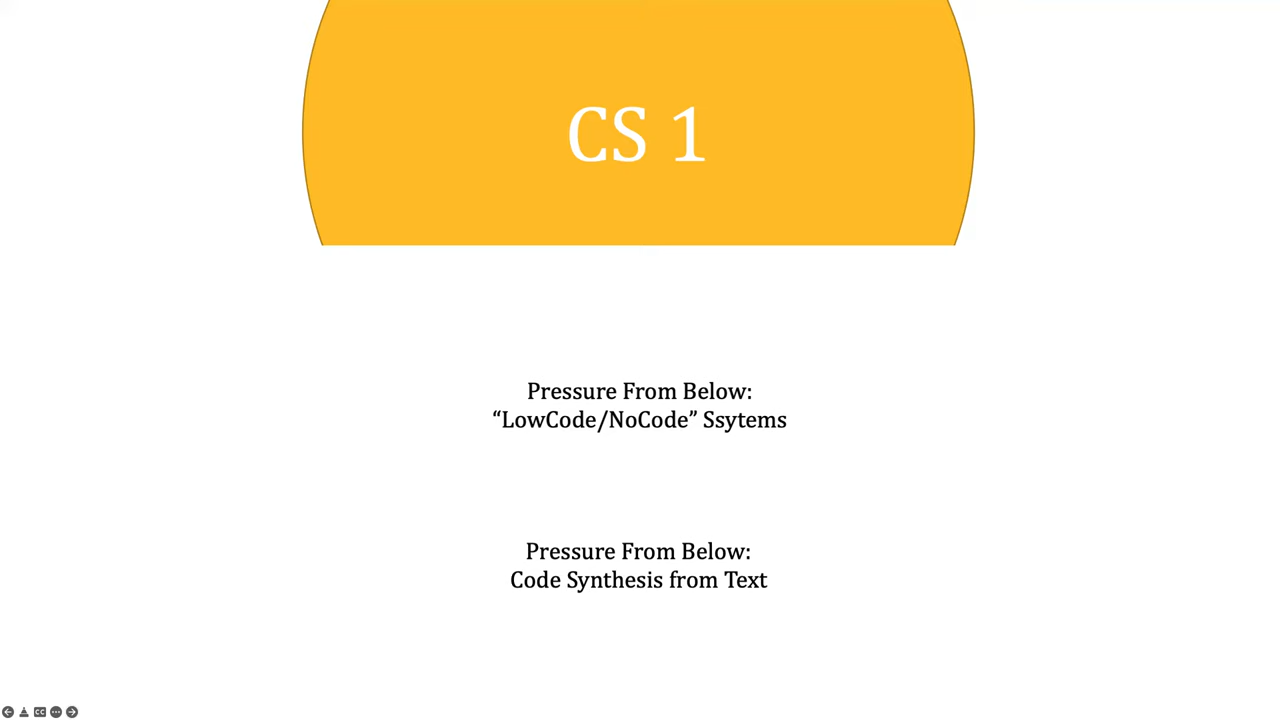 CS 1
Pressure From Below:
“LowCode/NoCode” Ssytems
Pressure From Below:
Code Synthesis from Text